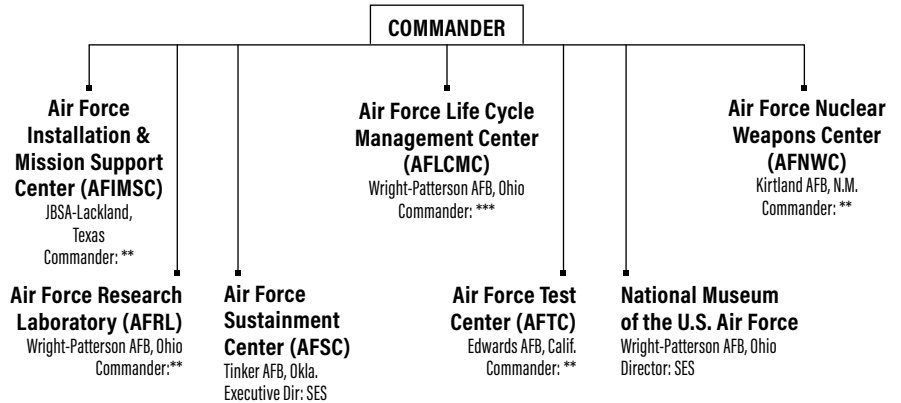 COMMANDER
Air Force
Installation &
Mission Support
Center (AFIMSC)
JBSA-Lackland,
Texas
Commander: **
Air Force Life Cycle
Management Center
(AFLCMC)
Wright-Patterson AFB, Ohio
Commander: ***
Air Force Nuclear
Weapons Center
(AFNWC)
Kirtland AFB, N.M.
Commander: **
Air Force Research
Laboratory (AFRL)
Wright-Patterson AFB, Ohio
Commander:**
Air Force
Sustainment
Center (AFSC)
Tinker AFB, Okla.
Executive Dir: SES
Air Force Test
Center (AFTC)
Edwards AFB, Calif.
Commander: **
National Museum
of the U.S. Air Force
Wright-Patterson AFB, Ohio
Director: SES